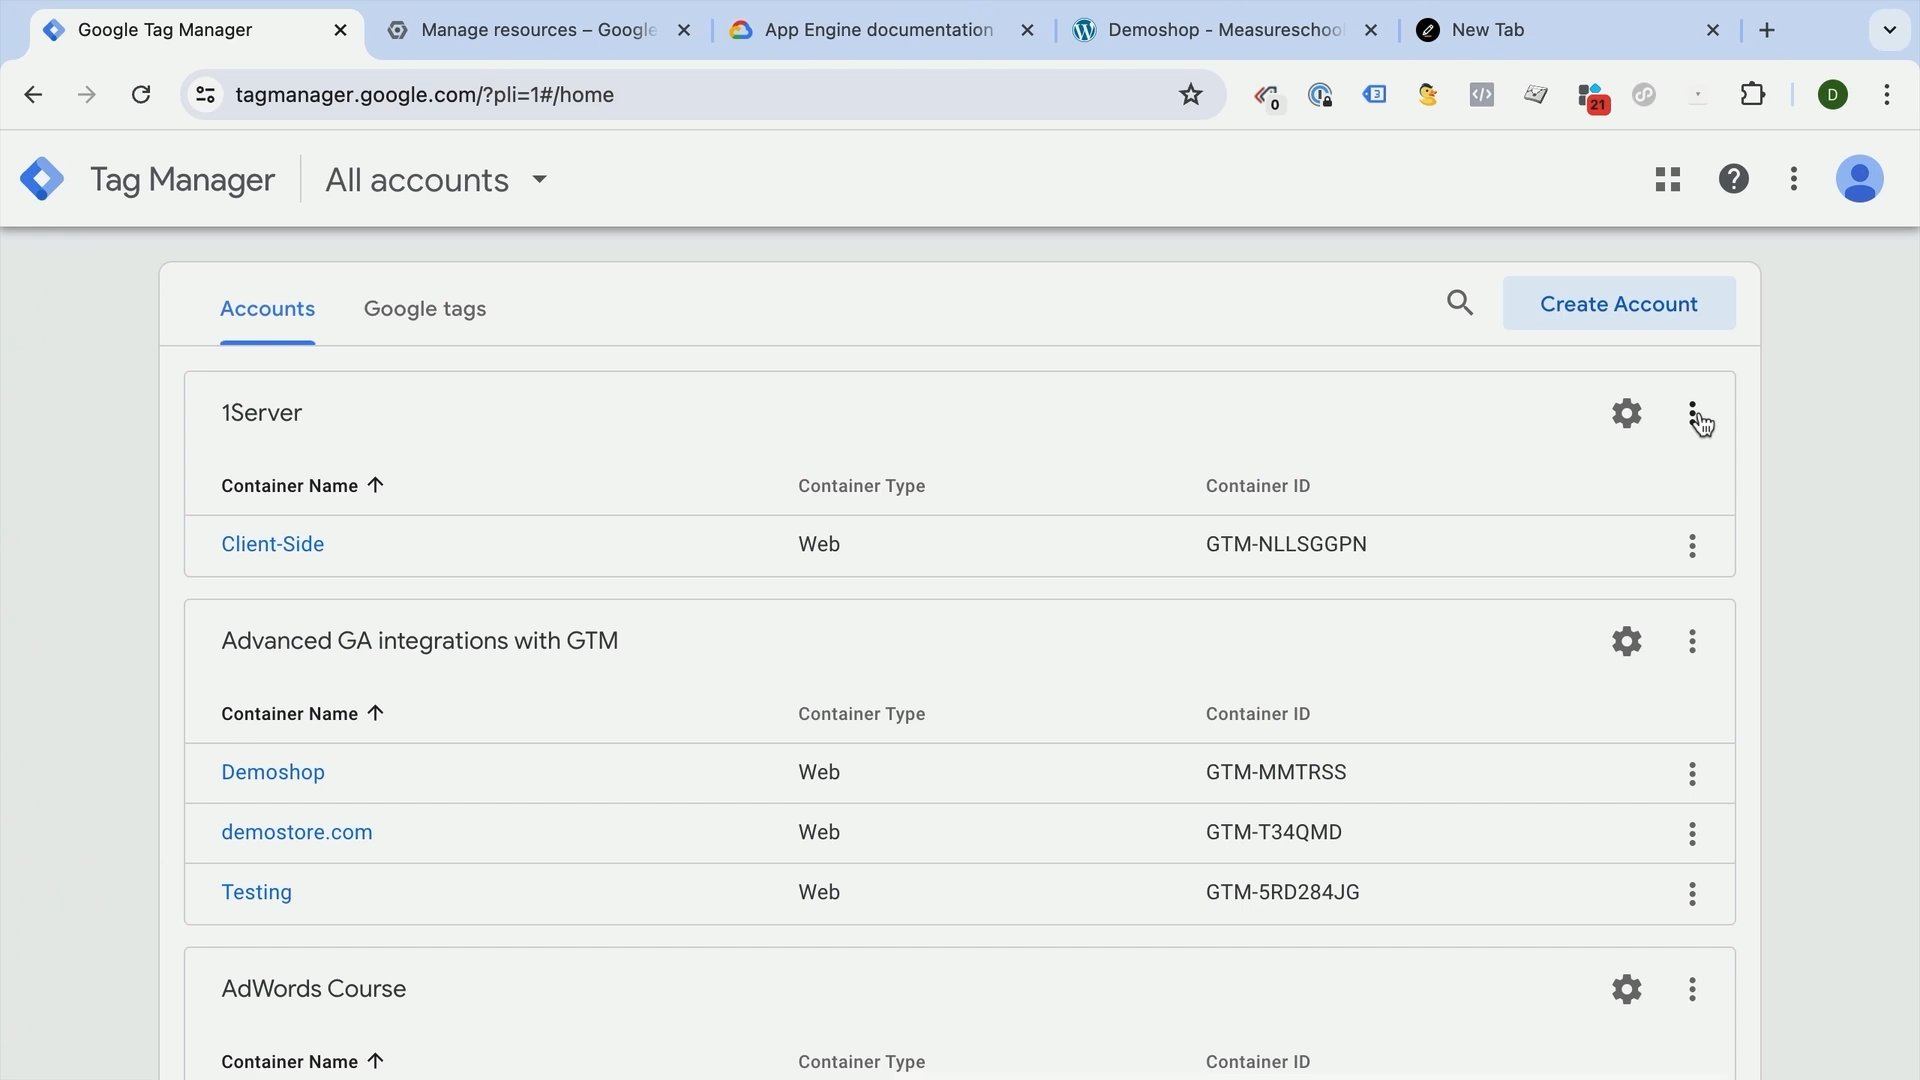 Google Tag Manager
Manage resources – Google
App Engine documentation
Demoshop - Measureschool
New Tab
tagmanager.google.com/?pli=1#/home
0
3
21
D
Tag Manager
All accounts
Accounts
Google tags
Create Account
1Server
Container Name
Container Type
Container ID
Client-Side
Web
GTM-NLLSGGPN
Advanced GA integrations with GTM
Container Name
Container Type
Container ID
Demoshop
Web
GTM-MMTRSS
demostore.com
Web
GTM-T34QMD
Testing
Web
GTM-5RD284JG
AdWords Course
Container Name
Container Type
Container ID